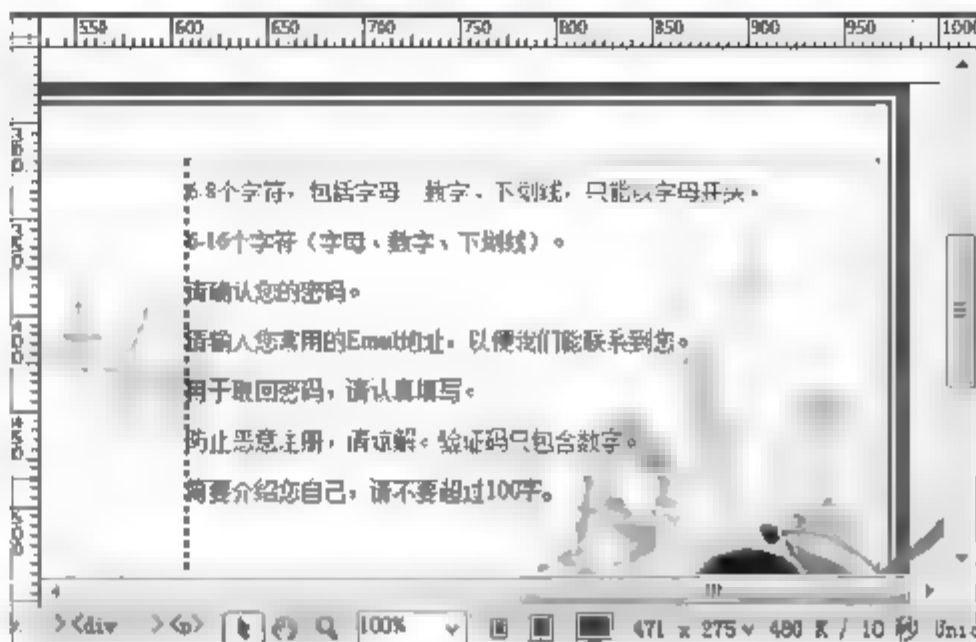 550 600 650 700 750 800 850 900 950 1000
6-8个字符，包括字母 数字、下划线，只能以字母开头。
6-16个字符（字母、数字、下划线）。
请确认您的密码。
请输入您常用的Email地址，以便我们能联系到您。
用于取回密码，请认真填写。
防止恶意注册，请谅解。验证码只包含数字。
简要介绍您自己，请不要超过100字。
><div ><p> 100% 471 x 275 480 K / 10 秒 Uni